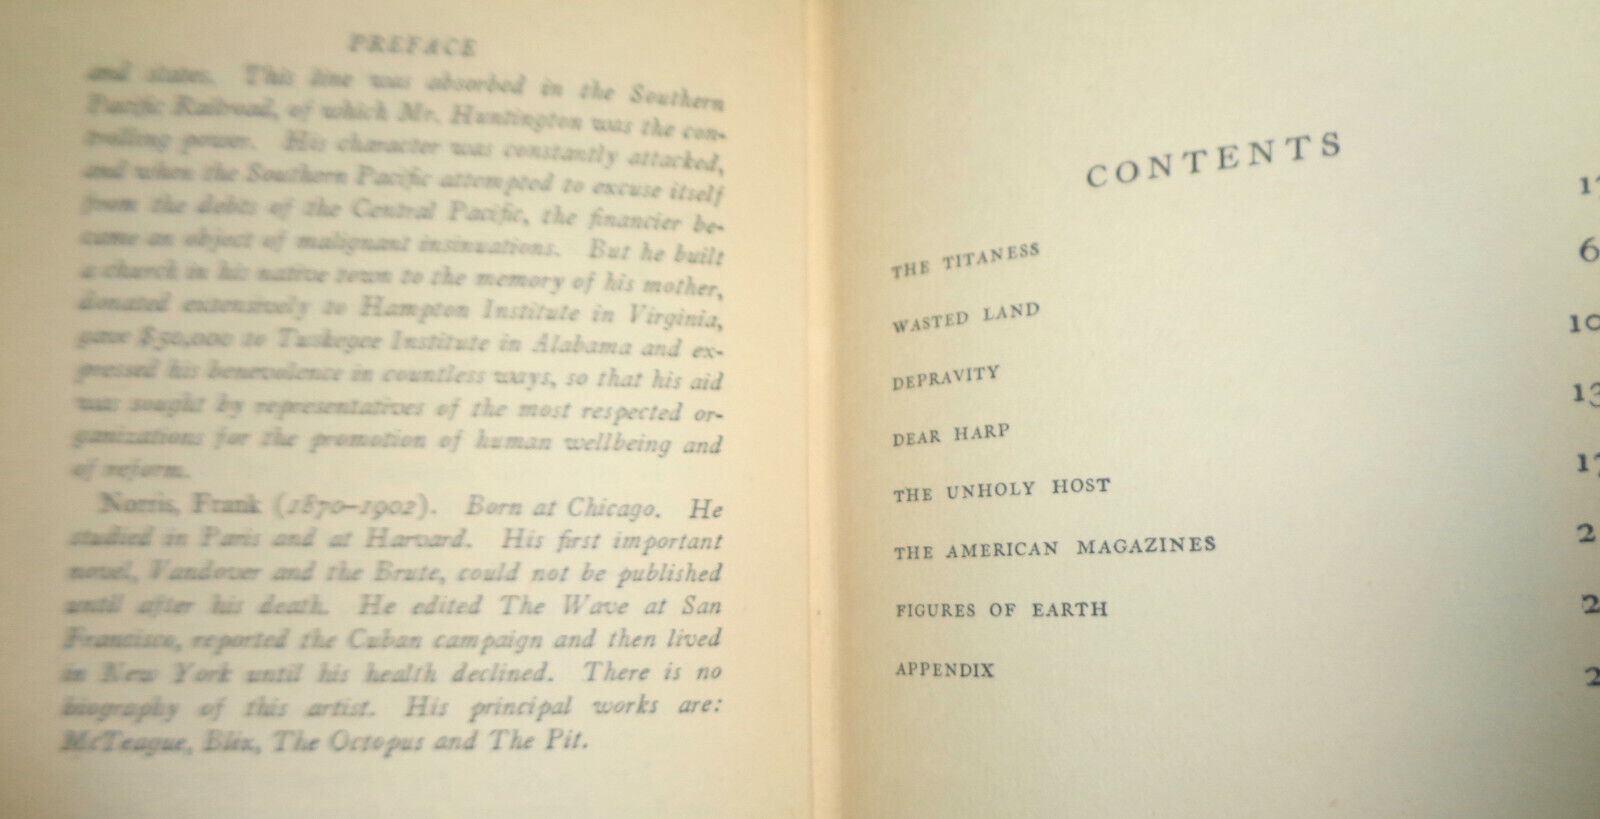 PREFACE
and states. This line was absorbed in the Southern
Pacific Railroad, of which Mr. Huntington was the con-
trolling power. His character was constantly attacked,
and when the Southern Pacific attempted to excuse itself
from the debts of the Central Pacific, the financier be-
came an object of malignant insinuations. But he built
a church in his native town to the memory of his mother,
donated extensively to Hampton Institute in Virginia,
gave $50,000 to Tuskegee Institute in Alabama and ex-
pressed his benevolence in countless ways, so that his aid
was sought by representatives of the most respected or-
ganizations for the promotion of human wellbeing and
of reform.
Norris, Frank (1870–1902). Born at Chicago. He
studied in Paris and at Harvard. His first important
novel, Vandover and the Brute, could not be published
until after his death. He edited The Wave at San
Francisco, reported the Cuban campaign and then lived
in New York until his health declined. There is no
biography of this artist. His principal works are:
McTeague, Blix, The Octopus and The Pit.
CONTENTS
THE TITANESS
WASTED LAND
DEPRAVITY
DEAR HARP
THE UNHOLY HOST
THE AMERICAN MAGAZINES
FIGURES OF EARTH
APPENDIX